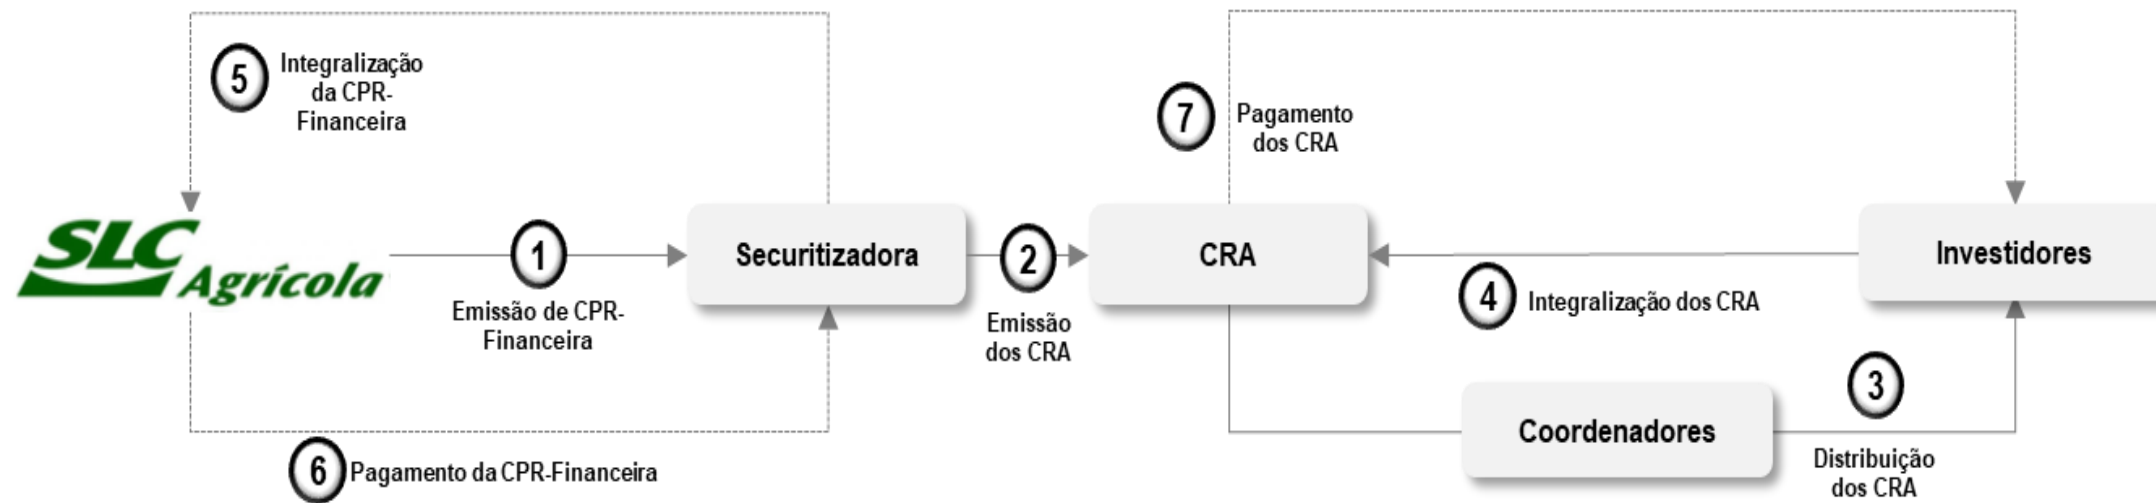 5
Integralização
da CPR-
Financeira
7
Pagamento
dos CRA
SLC
Agrícola
1
Emissão de CPR-
Financeira
Securitizadora
2
Emissão
dos CRA
CRA
4
Integralização dos CRA
Investidores
3
Distribuição
dos CRA
Coordenadores
6
Pagamento da CPR-Financeira